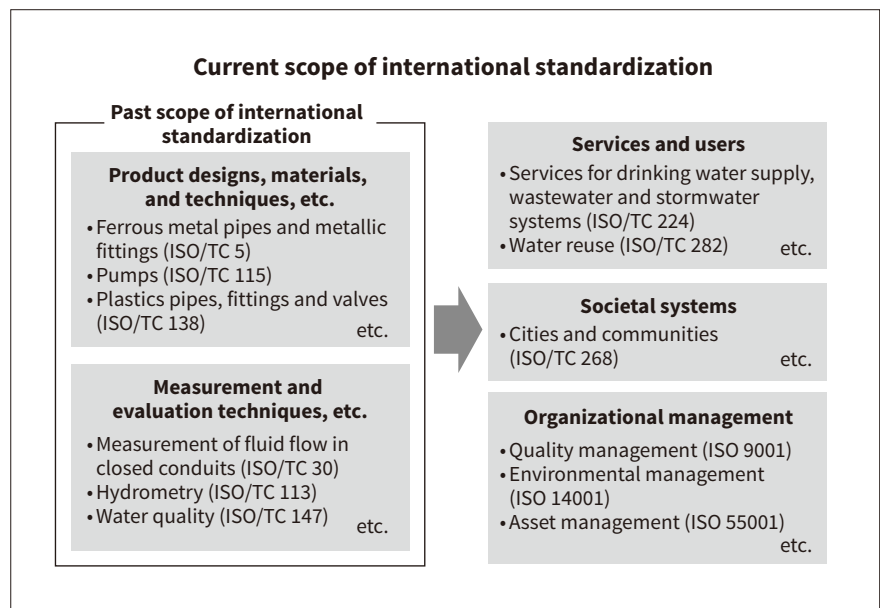 Current scope of international standardization
Past scope of international
standardization
Product designs, materials,
and techniques, etc.
•Ferrous metal pipes and metallic
fittings (ISO/TC 5)
•Pumps (ISO/TC 115)
•Plastics pipes, fittings and valves
(ISO/TC 138)
etc.
Measurement and
evaluation techniques, etc.
•Measurement of fluid flow in
closed conduits (ISO/TC 30)
•Hydrometry (ISO/TC 113)
•Water quality (ISO/TC 147)
etc.
Services and users
•Services for drinking water supply,
wastewater and stormwater
systems (ISO/TC 224)
•Water reuse (ISO/TC 282)
etc.
Societal systems
•Cities and communities
(ISO/TC 268)
etc.
Organizational management
•Quality management (ISO 9001)
•Environmental management
(ISO 14001)
•Asset management (ISO 55001)
etc.